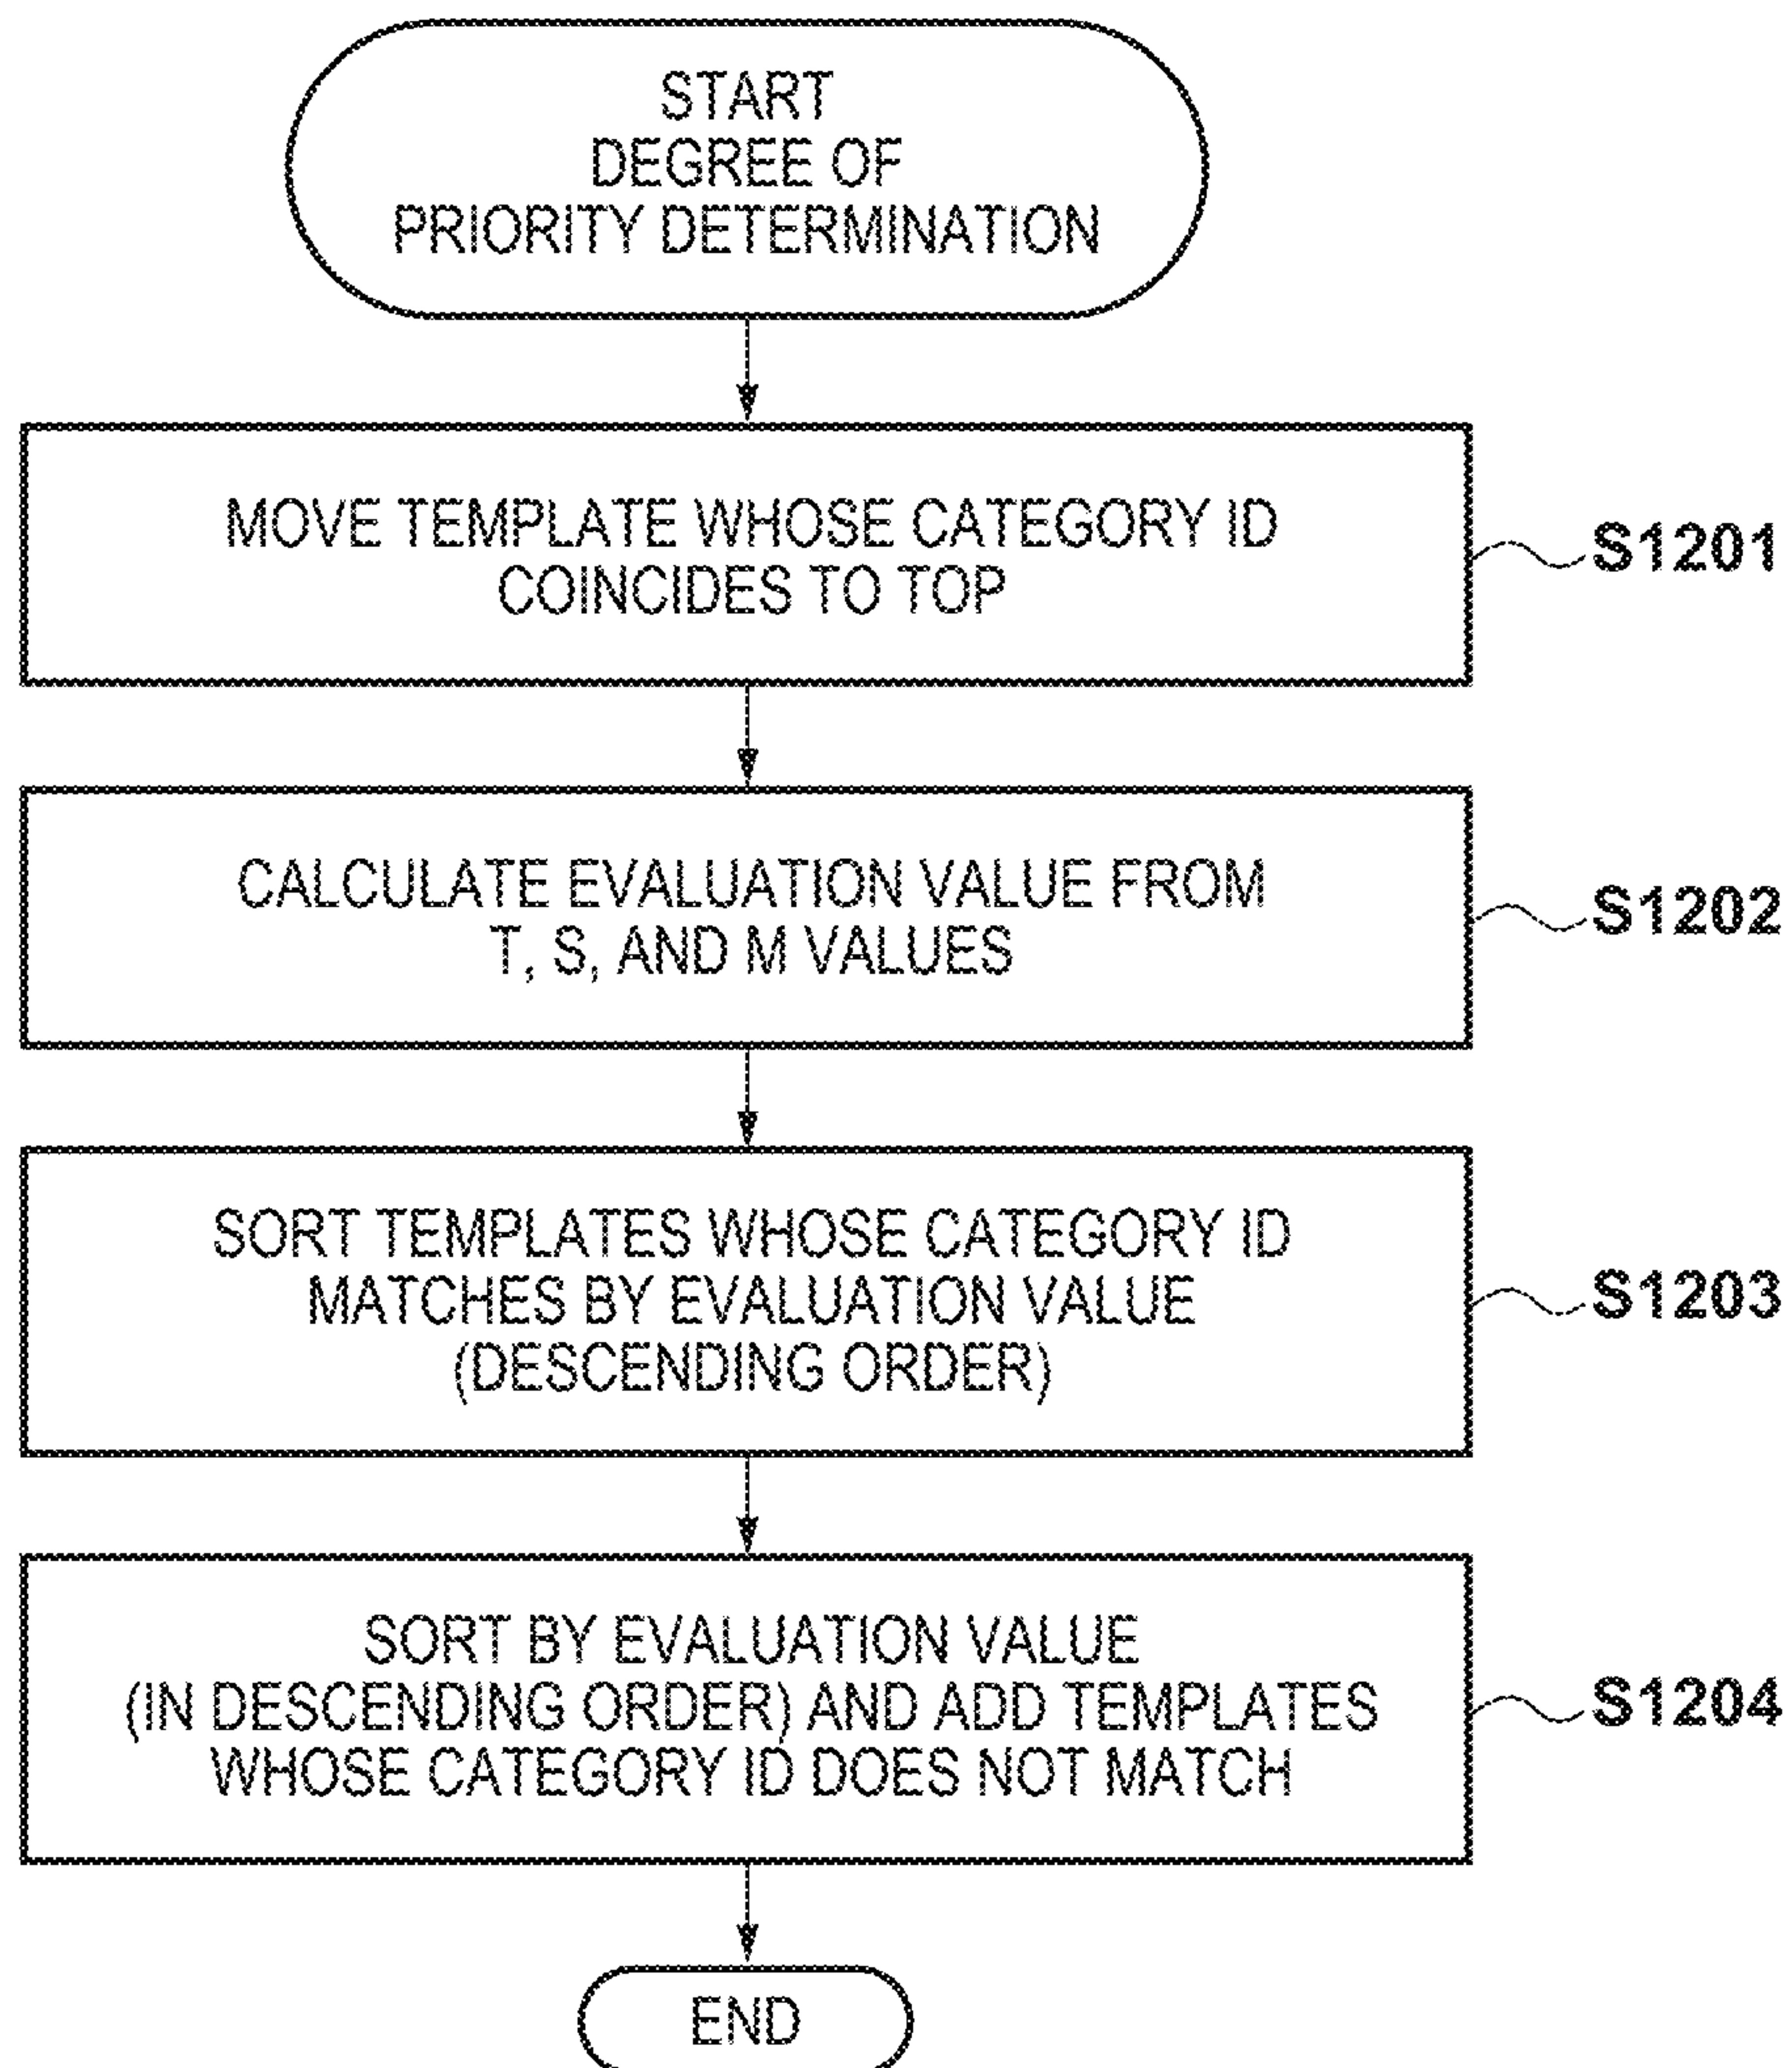 START
DEGREE OF
PRIORITY DETERMINATION
MOVE TEMPLATE WHOSE CATEGORY ID
COINCIDES TO TOP
S1201
CALCULATE EVALUATION VALUE FROM
T, S, AND M VALUES
S1202
SORT TEMPLATES WHOSE CATEGORY ID
MATCHES BY EVALUATION VALUE
(DESCENDING ORDER)
S1203
SORT BY EVALUATION VALUE
(IN DESCENDING ORDER) AND ADD TEMPLATES
WHOSE CATEGORY ID DOES NOT MATCH
S1204
END